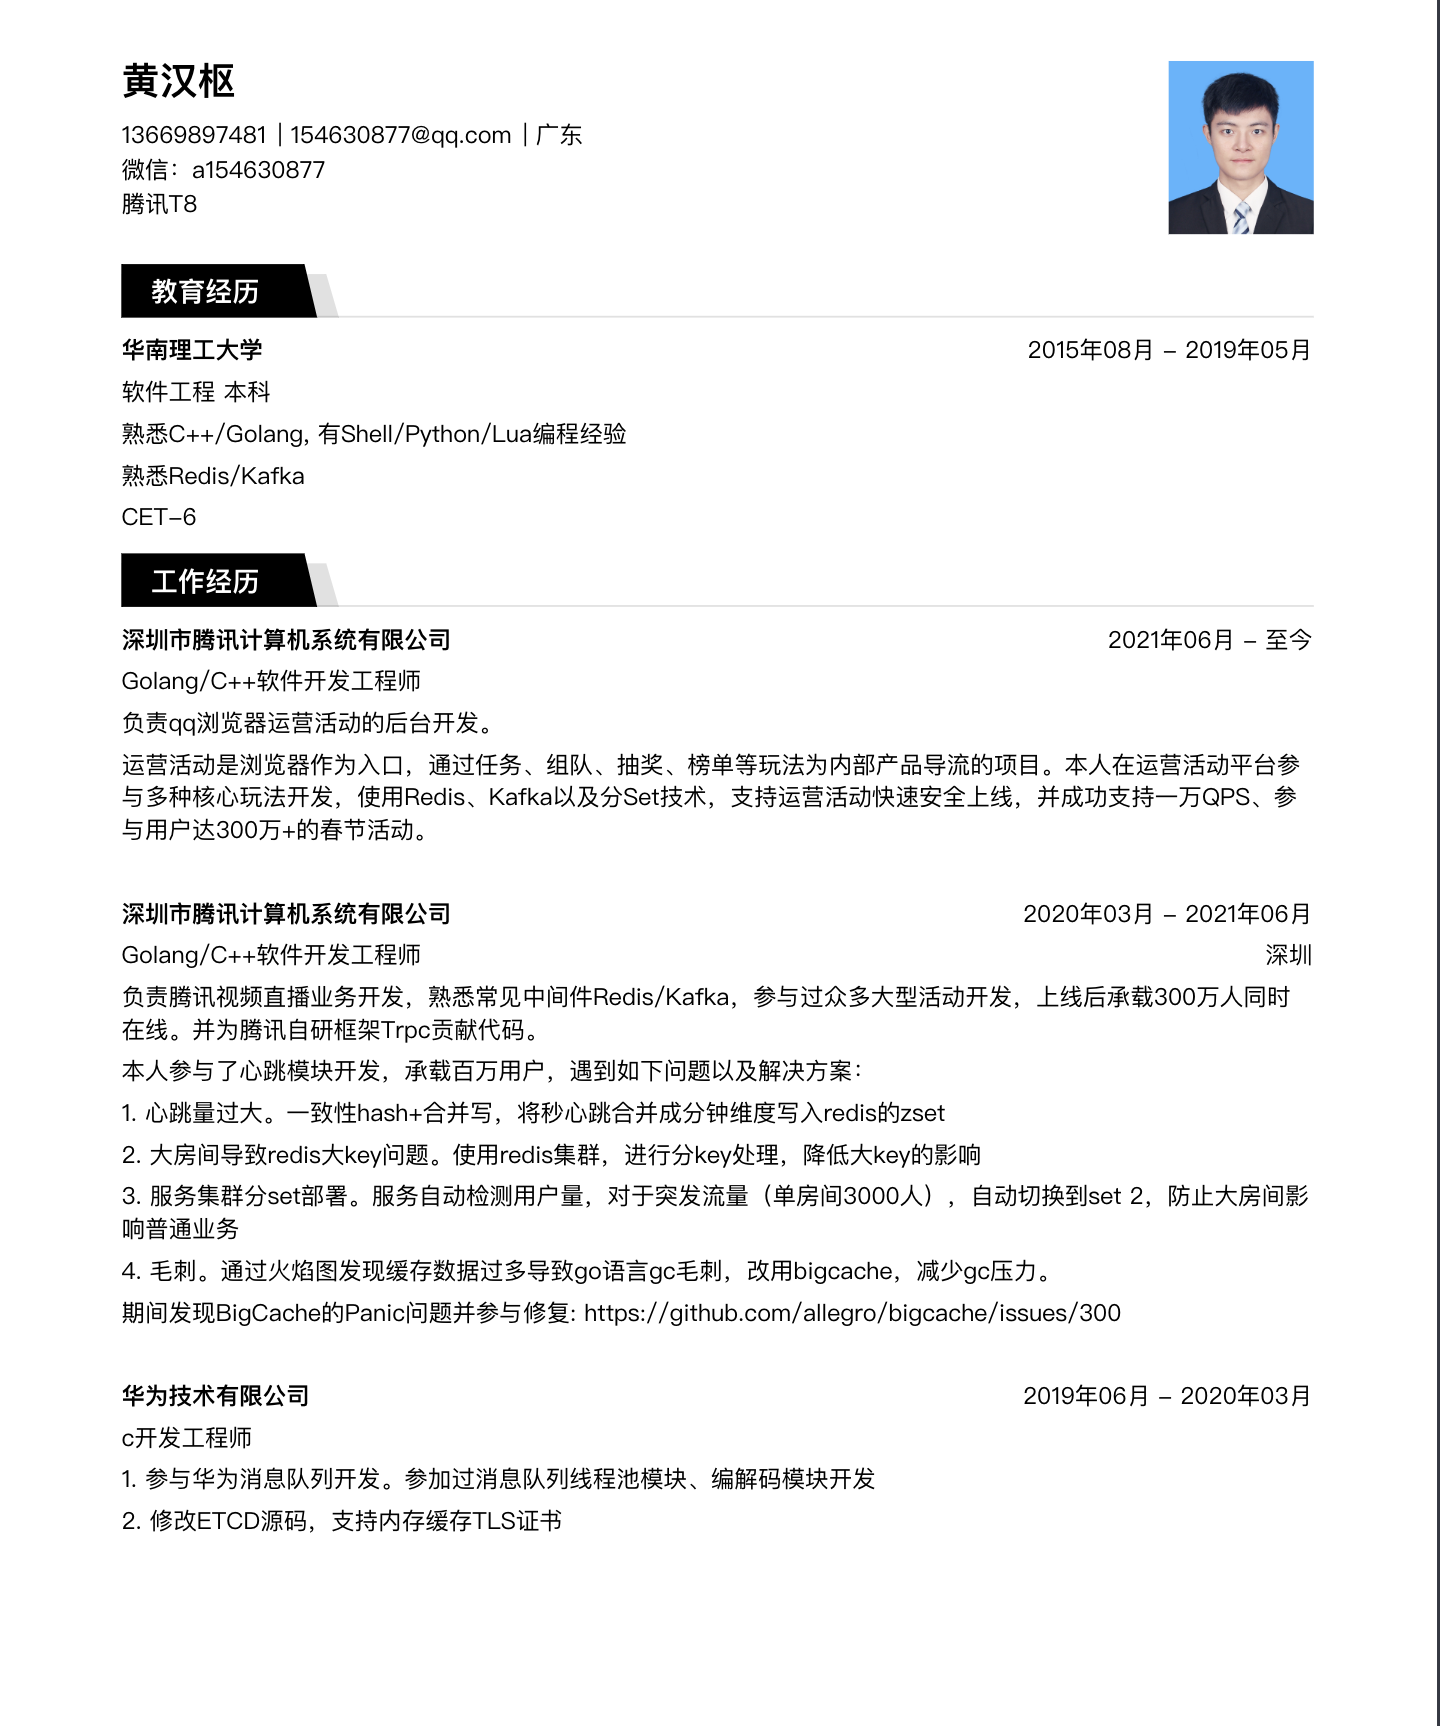 黄汉枢
13669897481 | 154630877@qq.com | 广东
微信：a154630877
腾讯T8
教育经历
华南理工大学 2015年08月 – 2019年05月
软件工程 本科
熟悉C++/Golang, 有Shell/Python/Lua编程经验
熟悉Redis/Kafka
CET–6
工作经历
深圳市腾讯计算机系统有限公司 2021年06月 – 至今
Golang/C++软件开发工程师
负责qq浏览器运营活动的后台开发。
运营活动是浏览器作为入口，通过任务、组队、抽奖、榜单等玩法为内部产品导流的项目。本人在运营活动平台参
与多种核心玩法开发，使用Redis、Kafka以及分Set技术，支持运营活动快速安全上线，并成功支持一万QPS、参
与用户达300万+的春节活动。
深圳市腾讯计算机系统有限公司 2020年03月 – 2021年06月
Golang/C++软件开发工程师 深圳
负责腾讯视频直播业务开发，熟悉常见中间件Redis/Kafka，参与过众多大型活动开发，上线后承载300万人同时
在线。并为腾讯自研框架Trpc贡献代码。
本人参与了心跳模块开发，承载百万用户，遇到如下问题以及解决方案：
1. 心跳量过大。一致性hash+合并写，将秒心跳合并成分钟维度写入redis的zset
2. 大房间导致redis大key问题。使用redis集群，进行分key处理，降低大key的影响
3. 服务集群分set部署。服务自动检测用户量，对于突发流量（单房间3000人），自动切换到set 2，防止大房间影
响普通业务
4. 毛刺。通过火焰图发现缓存数据过多导致go语言gc毛刺，改用bigcache，减少gc压力。
期间发现BigCache的Panic问题并参与修复: https://github.com/allegro/bigcache/issues/300
华为技术有限公司 2019年06月 – 2020年03月
c开发工程师
1. 参与华为消息队列开发。参加过消息队列线程池模块、编解码模块开发
2. 修改ETCD源码，支持内存缓存TLS证书